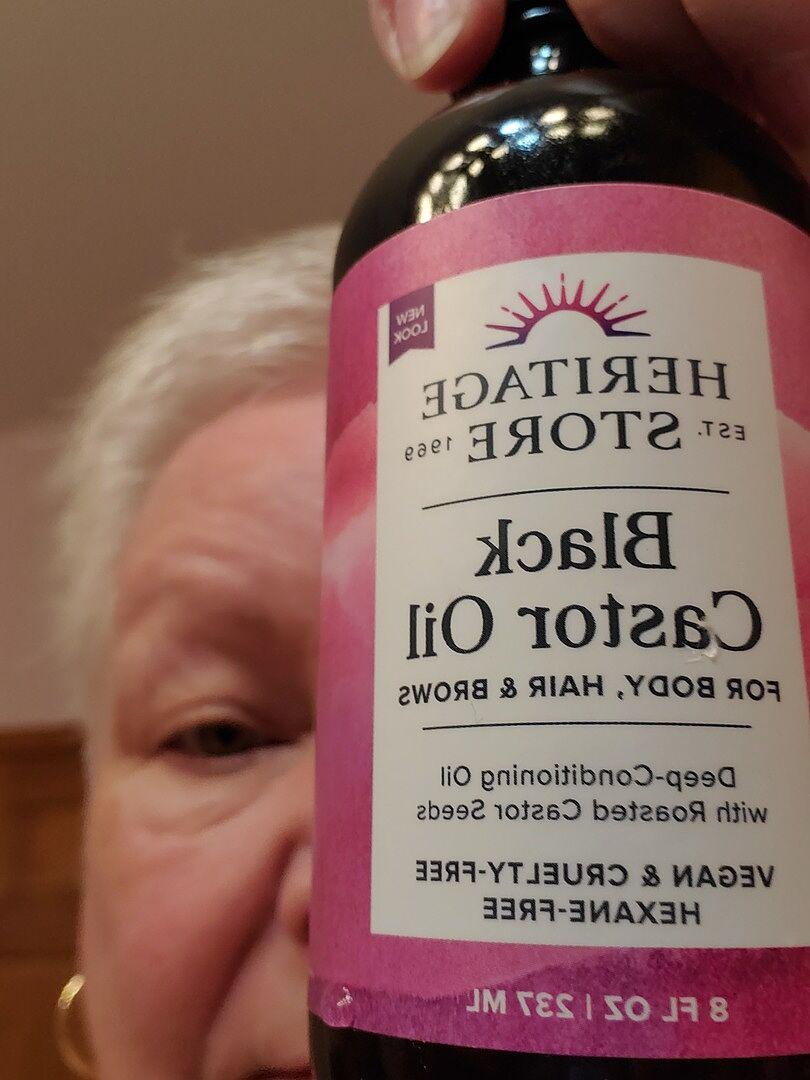 NEW
LOOK
HERITAGE
EST. STORE 1969
Black
Castor Oil
FOR BODY, HAIR & BROWS
Deep-Conditioning Oil
with Roasted Castor Seeds
VEGAN & CRUELTY-FREE
HEXANE-FREE
8 FL OZ | 237 ML